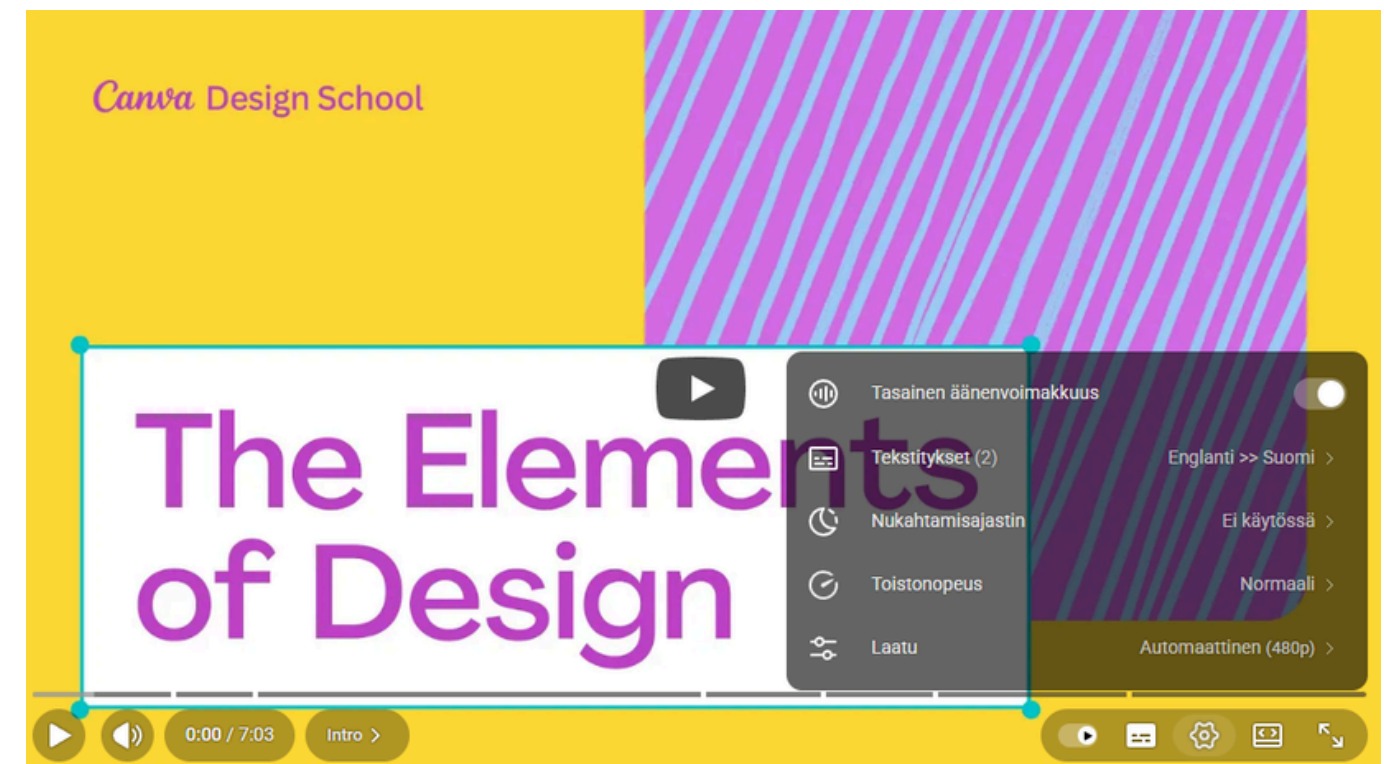 Canva Design School
The Elements
of Design
Tasainen äänenvoimakkuus
Tekstitykset (2) Englanti >> Suomi >
Nukahtamisajastin Ei käytössä >
Toistonopeus Normaali >
Laatu Automaattinen (480p) >
0:00 / 7:03 Intro >